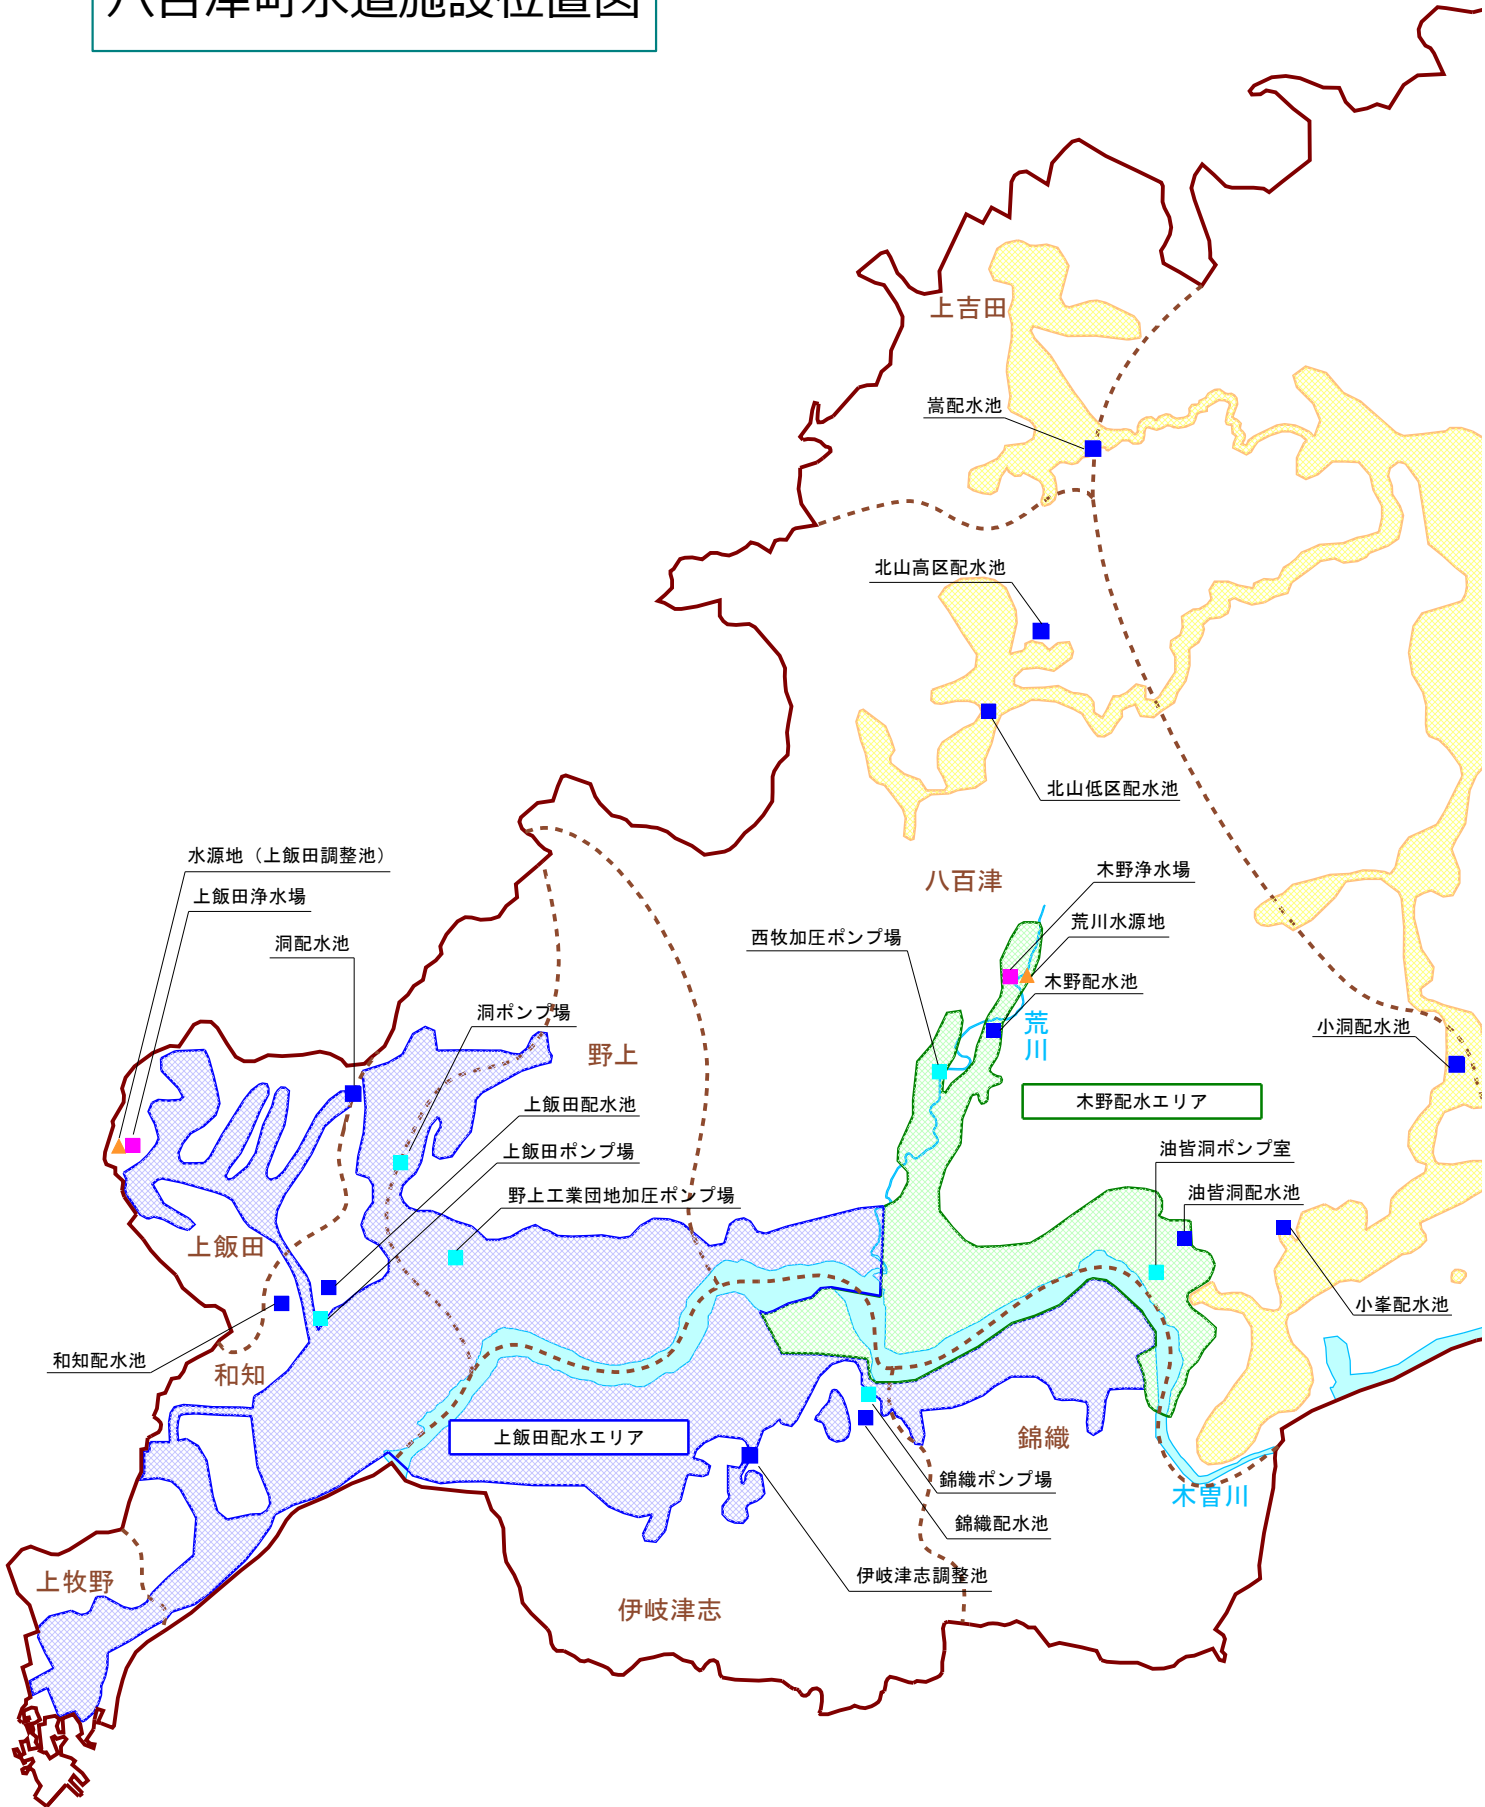 八百津町水道施設位置図
上吉田
嵩配水池
北山高区配水池
北山低区配水池
水源地（上飯田調整池）
上飯田浄水場
洞配水池
洞ポンプ場
野上
八百津
木野浄水場
西牧加圧ポンプ場
荒川水源地
木野配水池
荒川
小洞配水池
木野配水エリア
上飯田配水池
上飯田ポンプ場
野上工業団地加圧ポンプ場
油皆洞ポンプ室
油皆洞配水池
上飯田
小峯配水池
和知配水池
和知
上飯田配水エリア
錦織
錦織ポンプ場
木曽川
錦織配水池
伊岐津志調整池
上牧野
伊岐津志